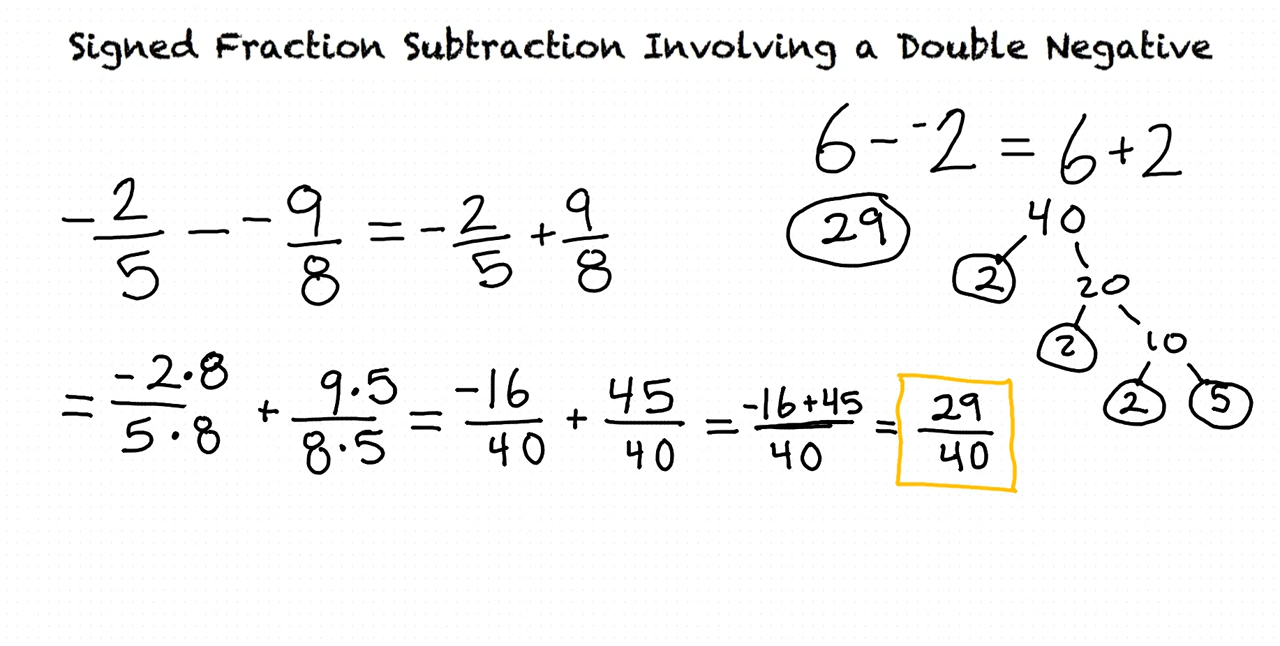 Signed Fraction Subtraction Involving a Double Negative
6 - -2 = 6 + 2
-2/5 - -9/8 = -2/5 + 9/8
29
40
2 20
2 10
2 5
= -2·8/5·8 + 9·5/8·5 = -16/40 + 45/40 = -16+45/40 = 29/40